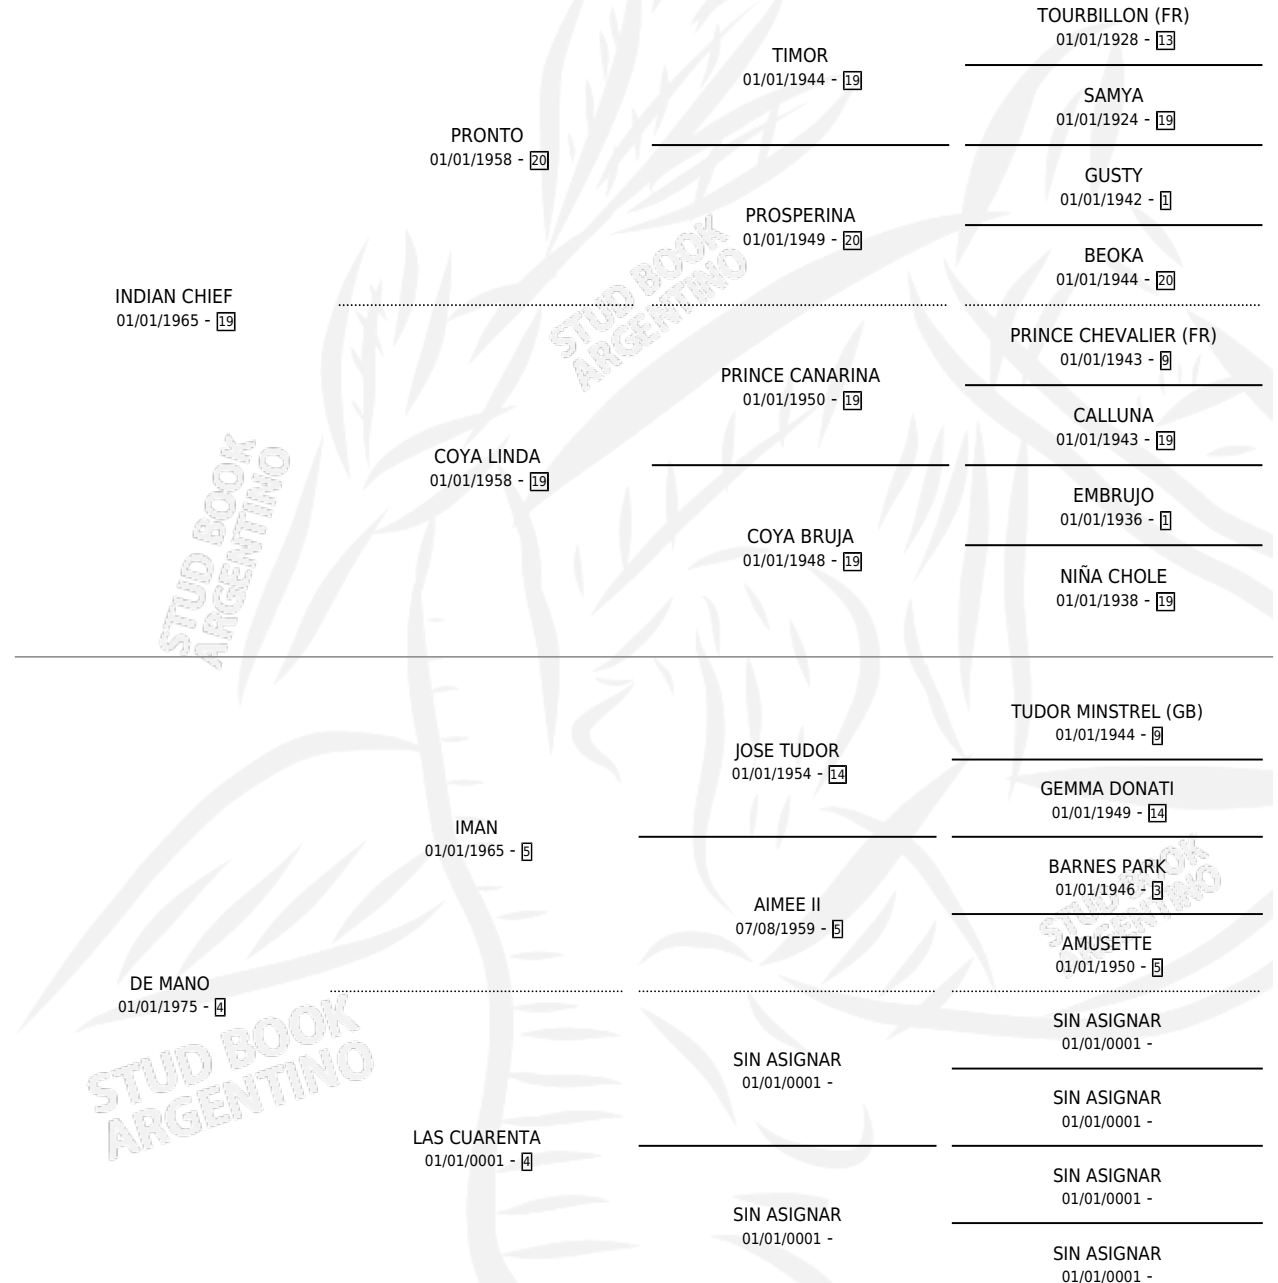 TOURBILLON (FR)
01/01/1928 - 13
TIMOR
01/01/1944 - 19
SAMYA
01/01/1924 - 19
PRONTO
01/01/1958 - 20
GUSTY
01/01/1942 - 1
PROSPERINA
01/01/1949 - 20
BEOKA
01/01/1944 - 20
INDIAN CHIEF
01/01/1965 - 19
STUD BOOK
ARGENTINO
PRINCE CHEVALIER (FR)
01/01/1943 - 9
PRINCE CANARINA
01/01/1950 - 19
CALLUNA
01/01/1943 - 19
COYA LINDA
01/01/1958 - 19
EMBRUJO
01/01/1936 - 1
COYA BRUJA
01/01/1948 - 19
NIÑA CHOLE
01/01/1938 - 19
STUD BOOK
ARGENTINO
TUDOR MINSTREL (GB)
01/01/1944 - 9
JOSE TUDOR
01/01/1954 - 14
GEMMA DONATI
01/01/1949 - 14
IMAN
01/01/1965 - 5
BARNES PARK
01/01/1946 - 3
AIMEE II
07/08/1959 - 5
AMUSETTE
01/01/1950 - 5
STUD BOOK
ARGENTINO
DE MANO
01/01/1975 - 4
SIN ASIGNAR
01/01/0001 -
SIN ASIGNAR
01/01/0001 -
SIN ASIGNAR
01/01/0001 -
STUD BOOK
ARGENTINO
LAS CUARENTA
01/01/0001 - 4
SIN ASIGNAR
01/01/0001 -
SIN ASIGNAR
01/01/0001 -
SIN ASIGNAR
01/01/0001 -